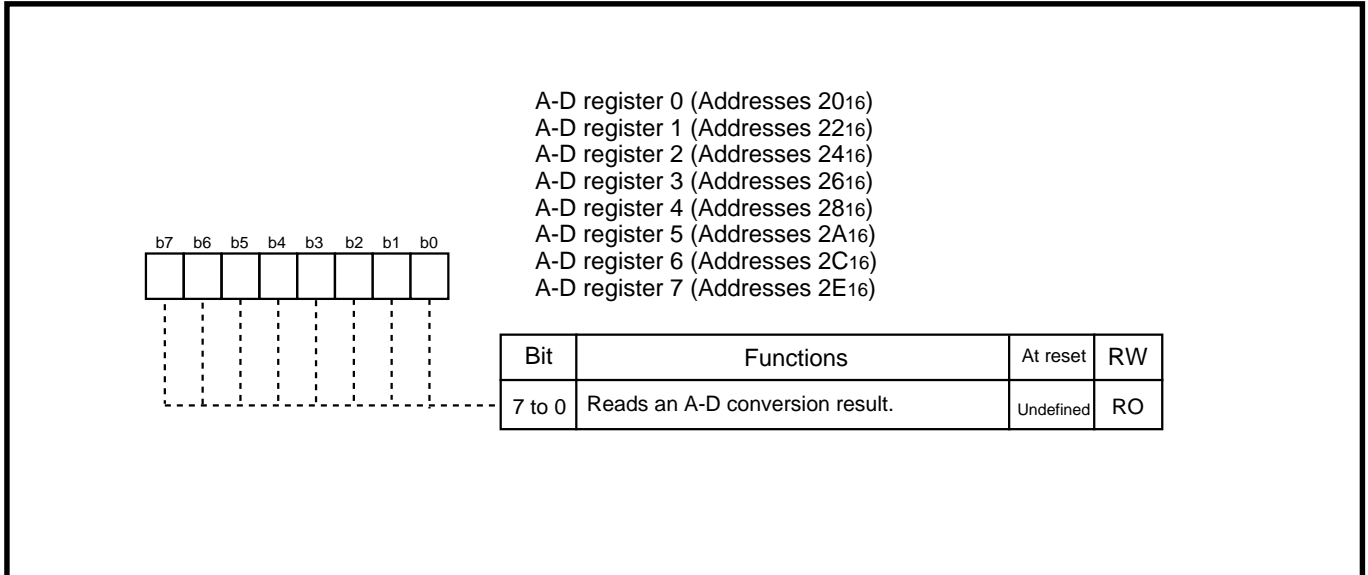 A-D register 0 (Addresses 2016)
A-D register 1 (Addresses 2216)
A-D register 2 (Addresses 2416)
A-D register 3 (Addresses 2616)
A-D register 4 (Addresses 2816)
A-D register 5 (Addresses 2A16)
A-D register 6 (Addresses 2C16)
A-D register 7 (Addresses 2E16)
b7 b6 b5 b4 b3 b2 b1 b0
Bit Functions At reset RW
7 to 0 Reads an A-D conversion result. Undefined RO